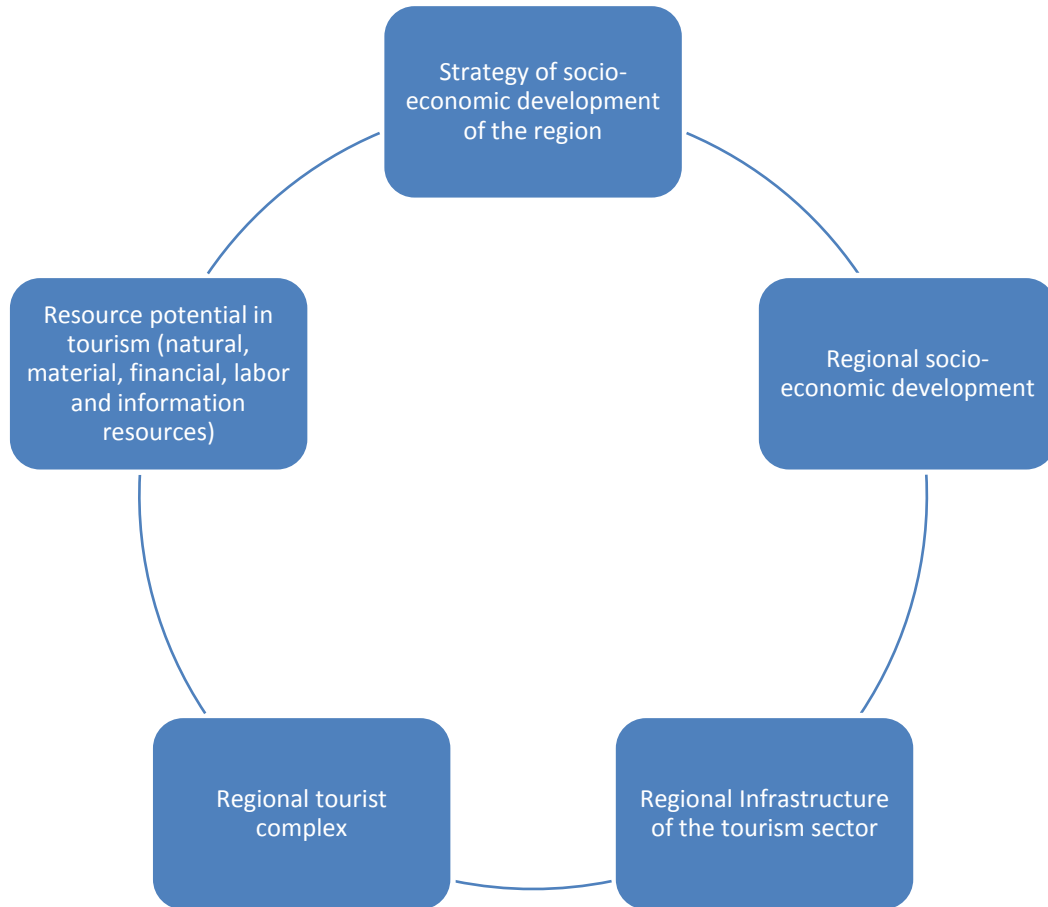 Strategy of socio-
economic development
of the region
Resource potential in
tourism (natural,
material, financial, labor
and information
resources)
Regional socio-
economic development
Regional tourist
complex
Regional Infrastructure
of the tourism sector